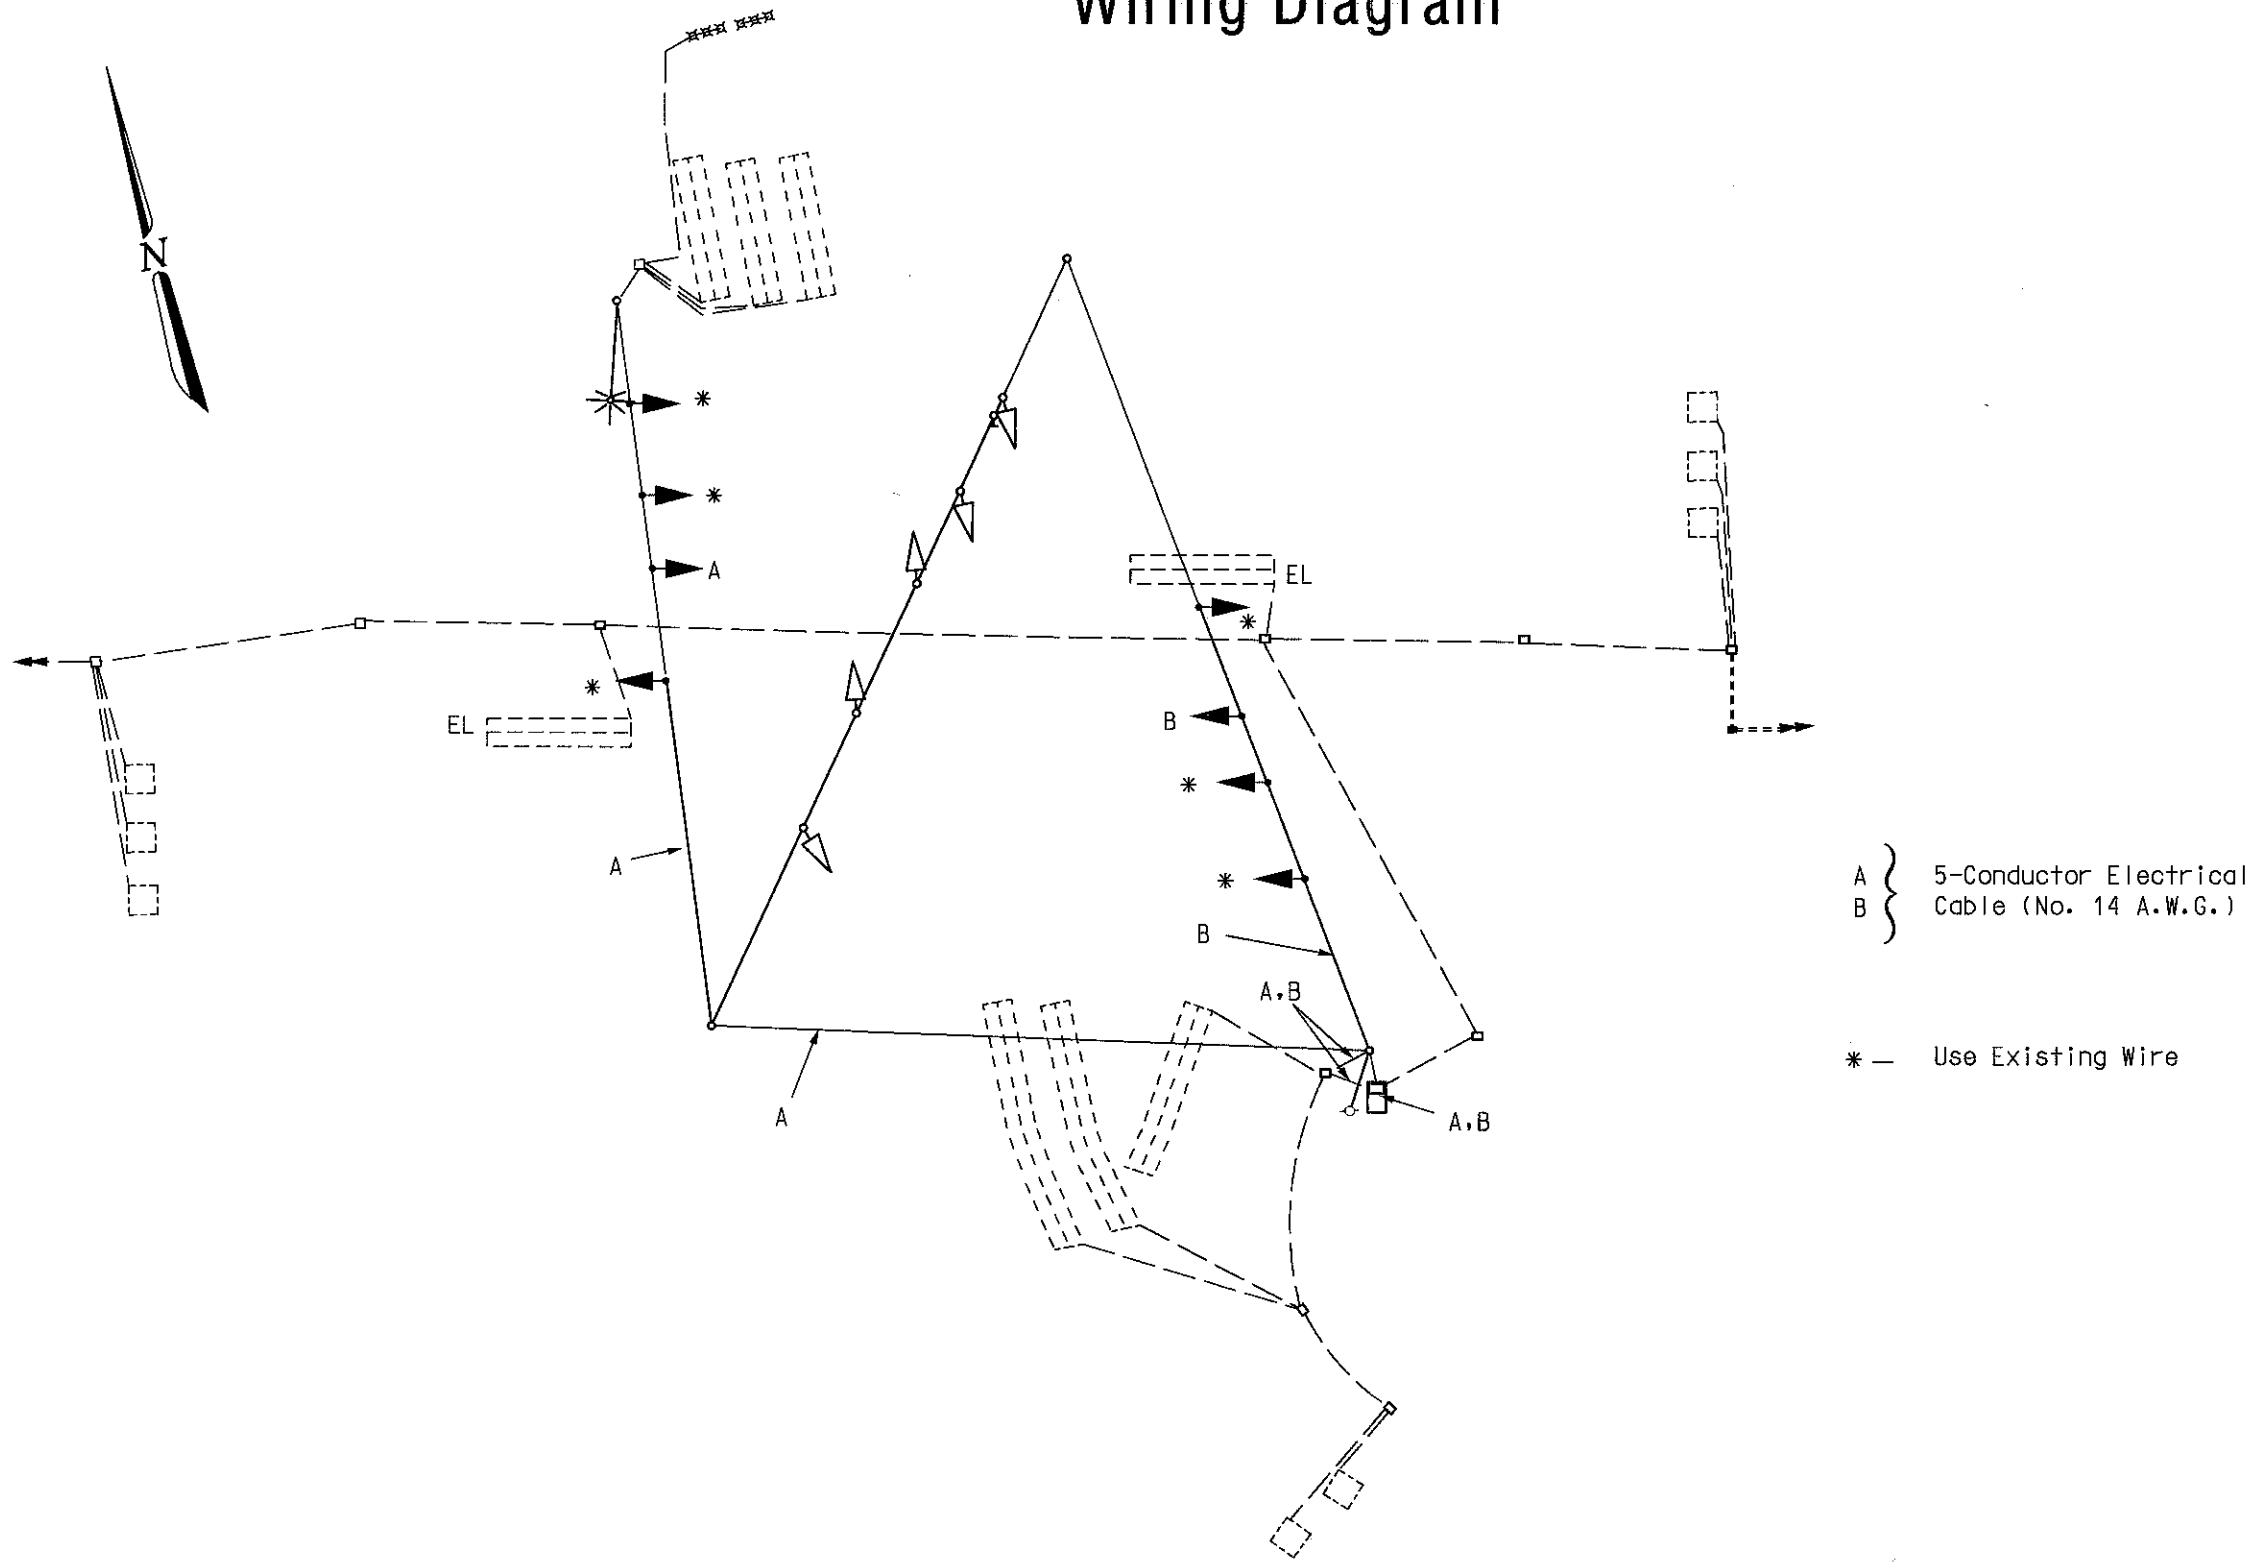 Wiring Diagram
N
*
*
A
EL
*
*
EL
B
*
A
*
B
A
5-Conductor Electrical
B
Cable (No. 14 A.W.G.)
A,B
* — Use Existing Wire
A
A,B